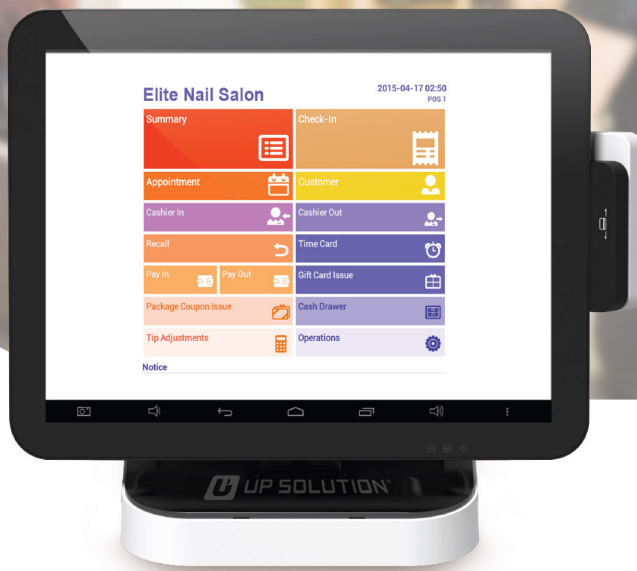 Elite Nail Salon
2015-04-17 02:50
POS 1
Summary
Check-In
Appointment
Customer
Cashier In
Cashier Out
Recall
Time Card
Pay In
Pay Out
Gift Card Issue
Package Coupon Issue
Cash Drawer
Tip Adjustments
Operations
Notice
UP SOLUTION